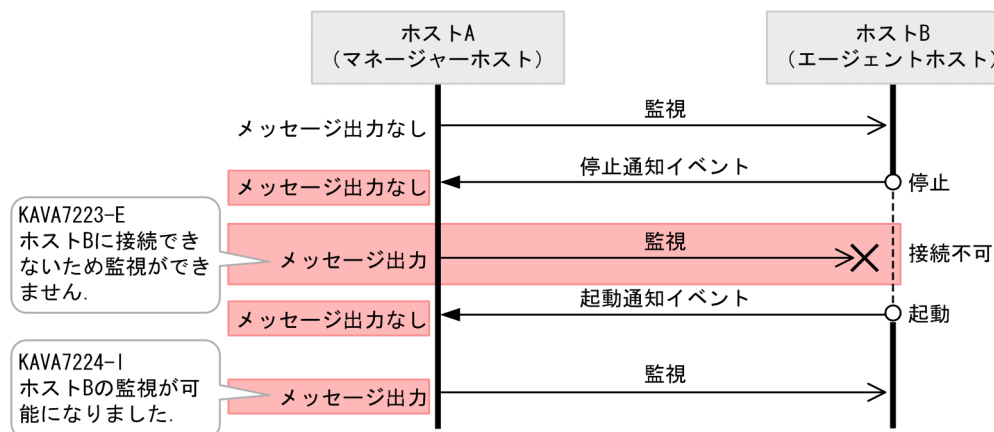 ホストA
（マネージャーホスト）
ホストB
（エージェントホスト）
監視
メッセージ出力なし
停止通知イベント
メッセージ出力なし
停止
KAVA7223-E
ホストBに接続でき
ないため監視ができ
ません.
監視
メッセージ出力
接続不可
起動通知イベント
メッセージ出力なし
起動
KAVA7224-I
ホストBの監視が可
能になりました.
監視
メッセージ出力